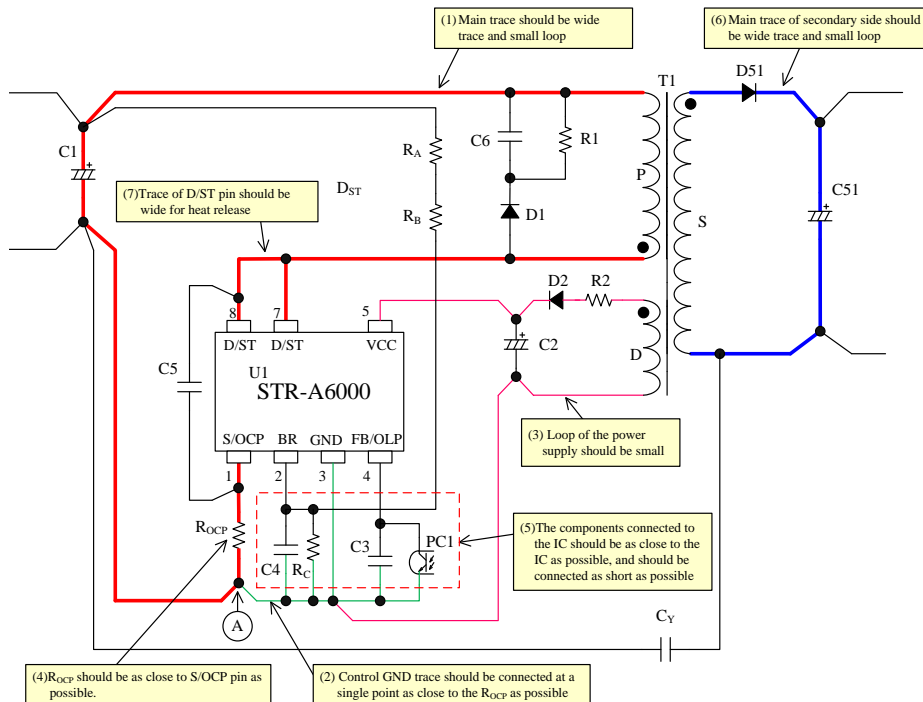 (1) Main trace should be wide
trace and small loop
(6) Main trace of secondary side should
be wide trace and small loop
T1
D51
C1
C6
R1
RA
P
DST
(7)Trace of D/ST pin should be
wide for heat release
RB
D1
S
C51
D2
R2
8
7
5
D/ST
D/ST
VCC
C2
D
C5
U1
STR-A6000
S/OCP
BR
GND
FB/OLP
(3) Loop of the power
supply should be small
1
2
3
4
ROCP
C4
RC
C3
PC1
(5)The components connected to
the IC should be as close to the
IC as possible, and should be
connected as short as possible
A
CY
(4)ROCP should be as close to S/OCP pin as
possible.
(2) Control GND trace should be connected at a
single point as close to the ROCP as possible
+
+
+